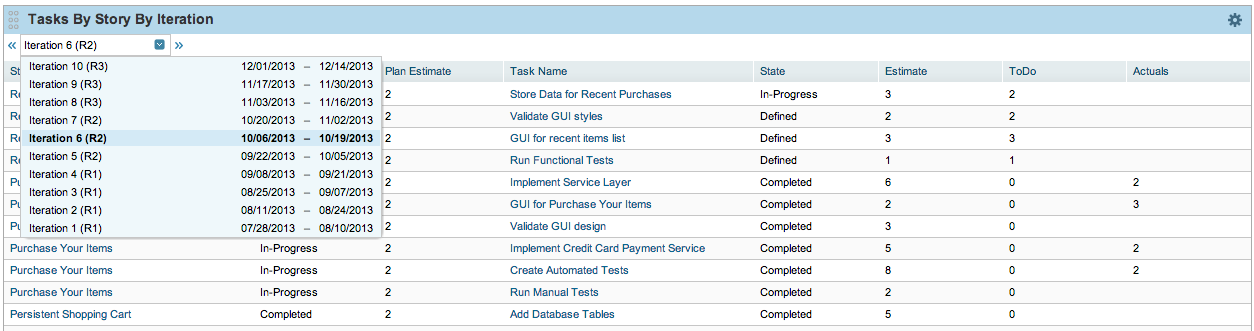 Tasks By Story By Iteration
« Iteration 6 (R2) »
St Plan Estimate Task Name State Estimate ToDo Actuals
Iteration 10 (R3) 12/01/2013 – 12/14/2013
Iteration 9 (R3) 11/17/2013 – 11/30/2013
Iteration 8 (R3) 11/03/2013 – 11/16/2013
Iteration 7 (R2) 10/20/2013 – 11/02/2013
Iteration 6 (R2) 10/06/2013 – 10/19/2013
Iteration 5 (R2) 09/22/2013 – 10/05/2013
Iteration 4 (R1) 09/08/2013 – 09/21/2013
Iteration 3 (R1) 08/25/2013 – 09/07/2013
Iteration 2 (R1) 08/11/2013 – 08/24/2013
Iteration 1 (R1) 07/28/2013 – 08/10/2013
Re 2 Store Data for Recent Purchases In-Progress 3 2
Re 2 Validate GUI styles Defined 2 2
Re 2 GUI for recent items list Defined 3 3
Re 2 Run Functional Tests Defined 1 1
Pu 2 Implement Service Layer Completed 6 0 2
Pu 2 GUI for Purchase Your Items Completed 2 0 3
Pu 2 Validate GUI design Completed 3 0
Purchase Your Items In-Progress 2 Implement Credit Card Payment Service Completed 5 0 2
Purchase Your Items In-Progress 2 Create Automated Tests Completed 8 0 2
Purchase Your Items In-Progress 2 Run Manual Tests Completed 2 0
Persistent Shopping Cart Completed 2 Add Database Tables Completed 5 0